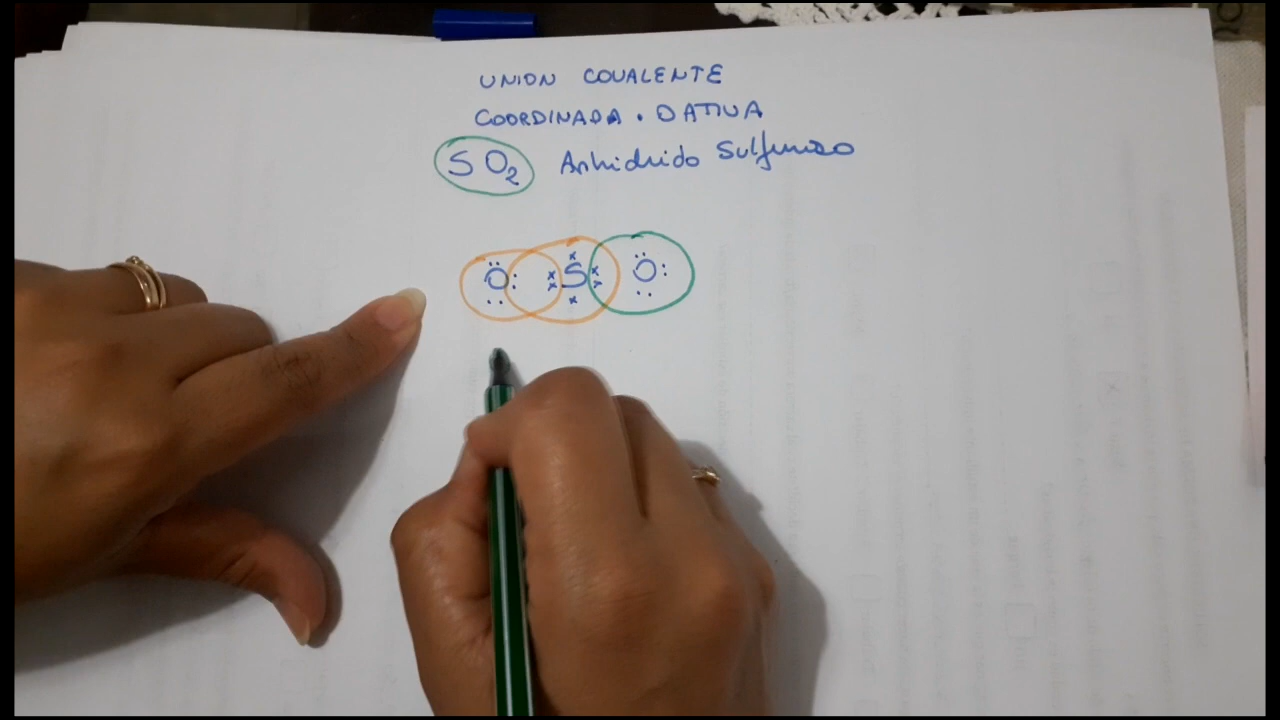 UNION COVALENTE
COORDINADA . DATIVA
SO₂ Anhidrido Sulfuroso
O S O